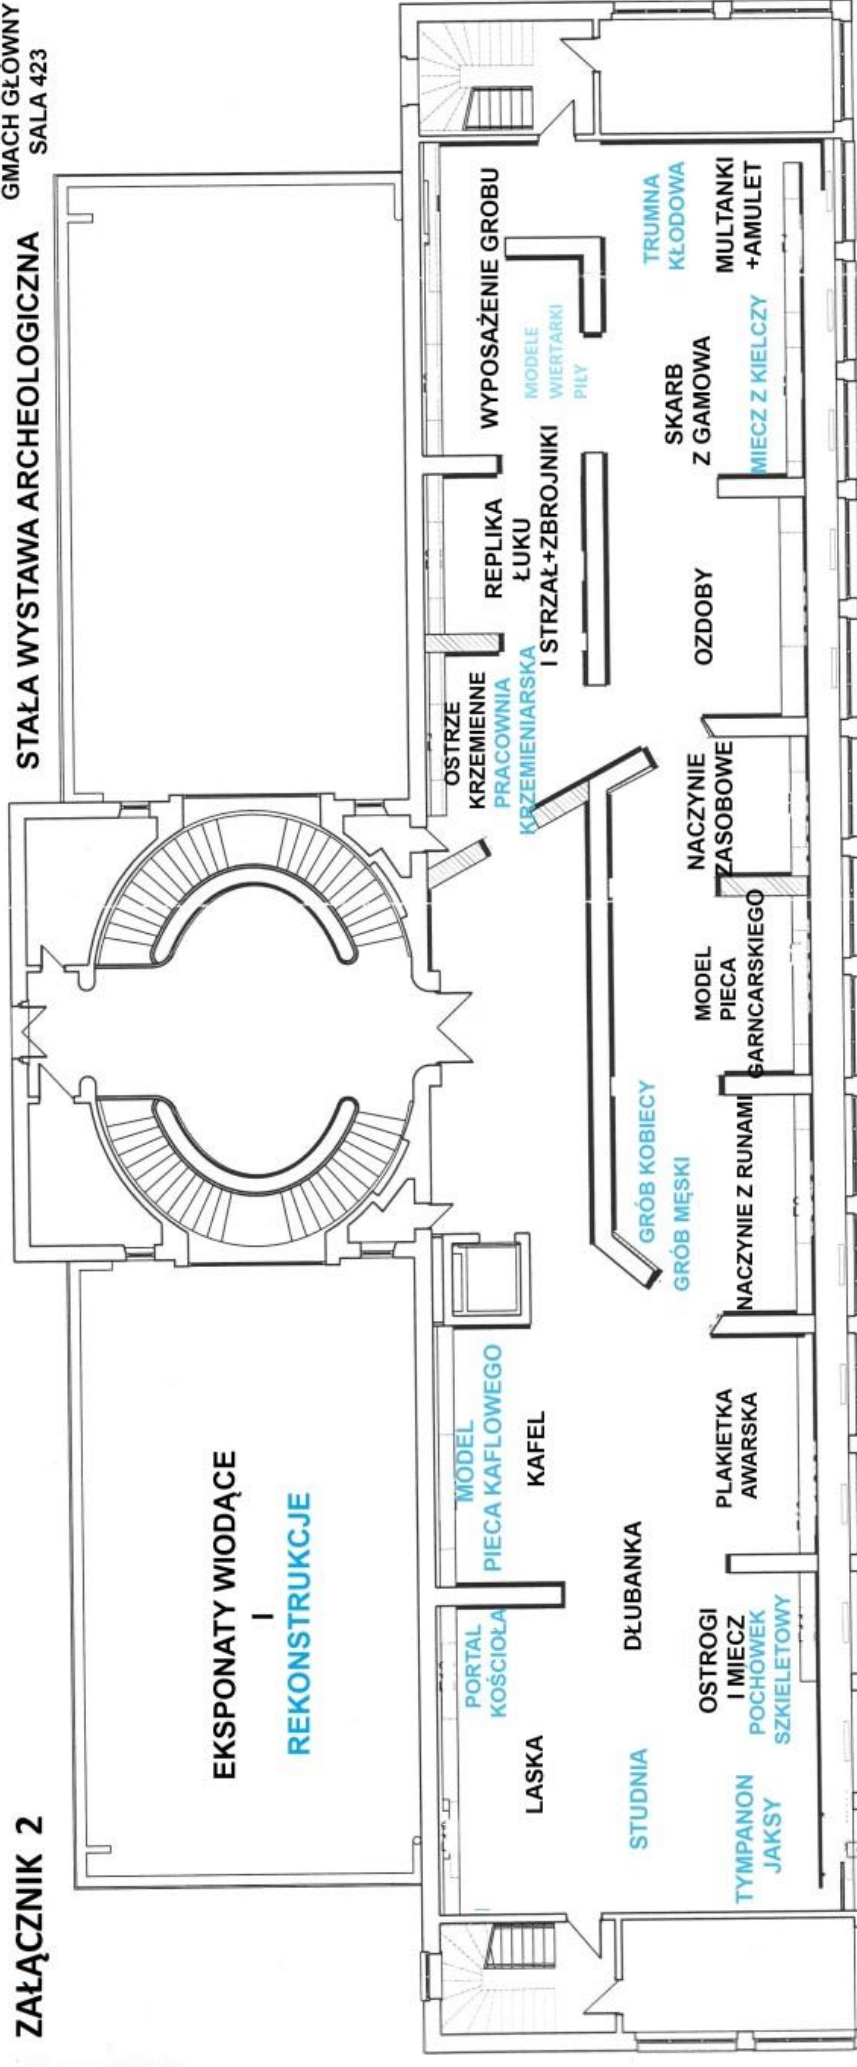 ZAŁĄCZNIK 2
STAŁA WYSTAWA ARCHEOLOGICZNA
GMACH GŁÓWNY
SALA 423
EKSPONATY WIODĄCE
I
REKONSTRUKCJE
PORTAL
KOŚCIOŁA
LASKA
MODEL
PIECA KAFLOWEGO
KAFEL
OSTRZE
KRZEMIENNE
PRACOWNIA
KRZEMIENIARSKA
REPLIKA
ŁUKU
I STRZAŁ+ZBROJNIKI
WYPOSAŻENIE GROBU
MODELE
WIERTARKI
PIŁY
STUDNIA
DŁUBANKA
GRÓB KOBIECY
GRÓB MĘSKI
TYMPANON
JAKSY
OSTROGI
I MIECZ
POCHÓWEK
SZKIELETOWY
PLAKIETKA
AWARSKA
NACZYNIE Z RUNAMI
MODEL
PIECA
GARNCARSKIEGO
NACZYNIE
ZASOBOWE
OZDOBY
SKARB
Z GAMOWA
MIECZ Z KIELCZY
TRUMNA
KŁODOWA
MULTANKI
+AMULET